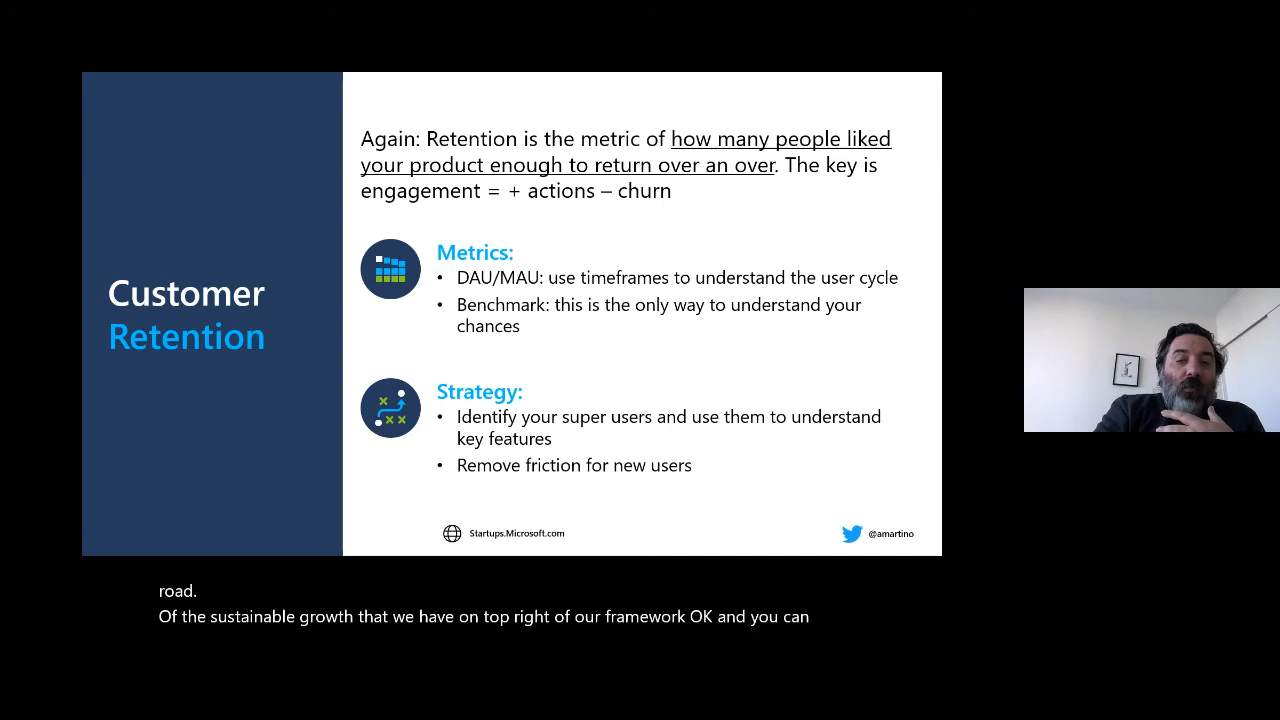 Customer
Retention
Again: Retention is the metric of how many people liked
your product enough to return over an over. The key is
engagement = + actions – churn
Metrics:
• DAU/MAU: use timeframes to understand the user cycle
• Benchmark: this is the only way to understand your
chances
Strategy:
• Identify your super users and use them to understand
key features
• Remove friction for new users
Startups.Microsoft.com
@amartino
road.
Of the sustainable growth that we have on top right of our framework OK and you can